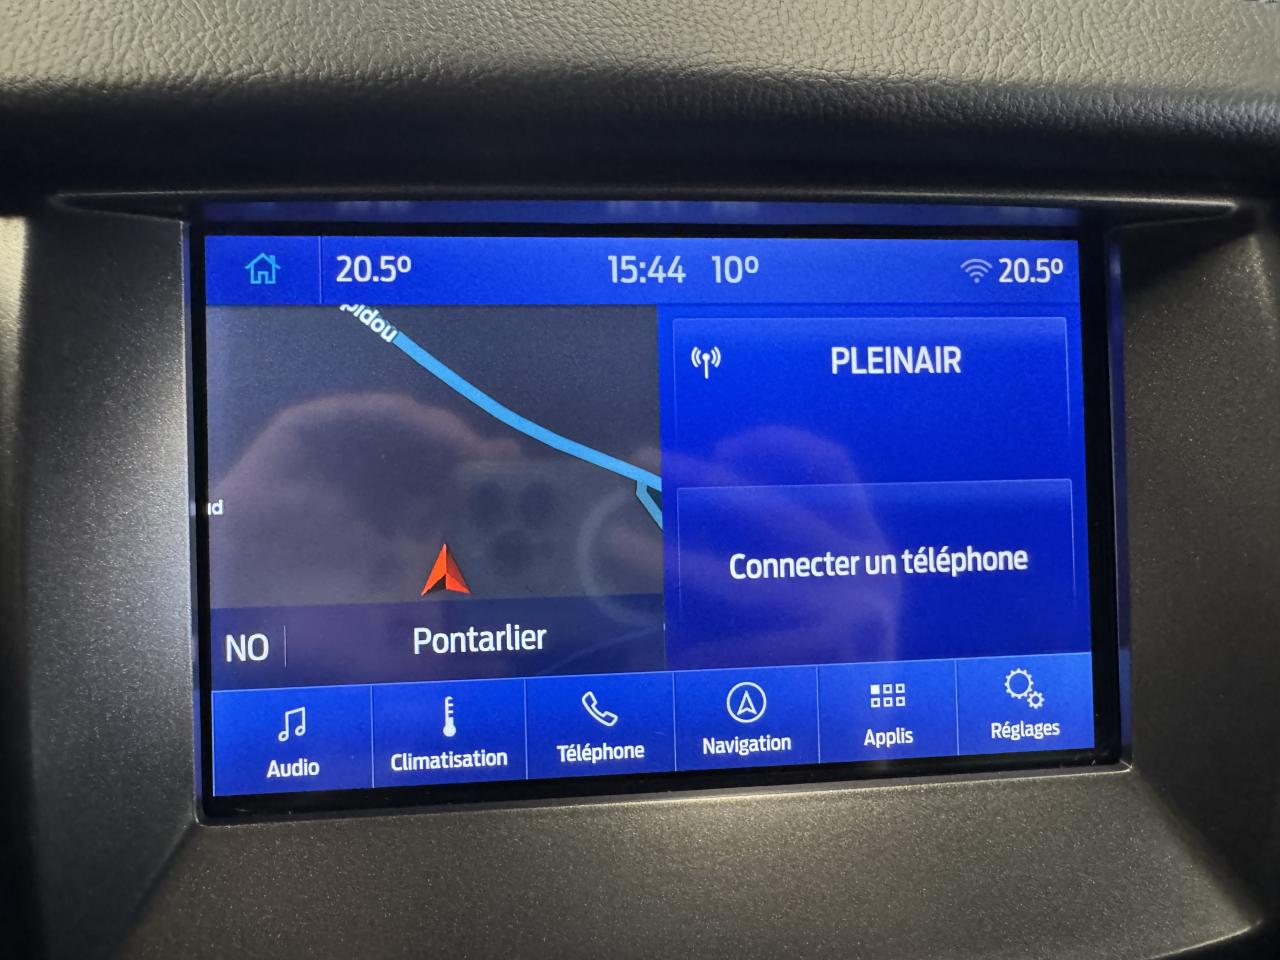 20.5º
15:44
10º
20.5º
pidou
PLEINAIR
Connecter un téléphone
NO
Pontarlier
Audio
Climatisation
Téléphone
Navigation
Applis
Réglages